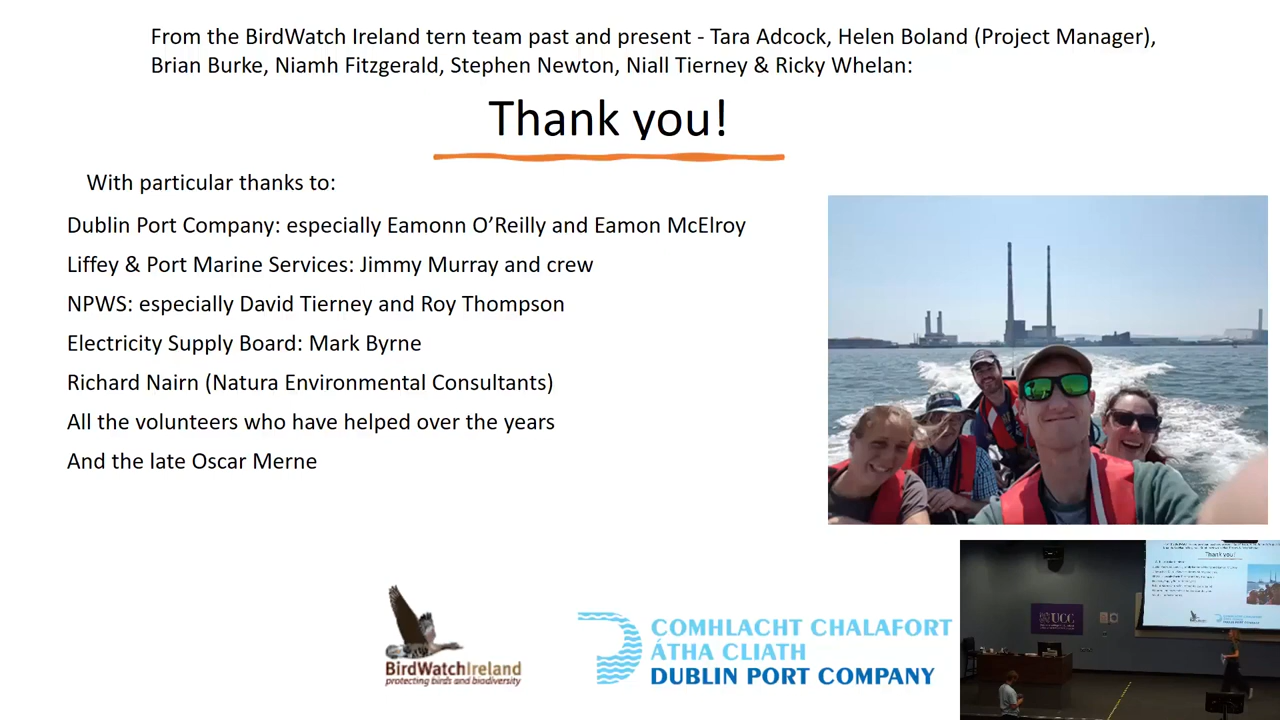 From the BirdWatch Ireland tern team past and present - Tara Adcock, Helen Boland (Project Manager),
Brian Burke, Niamh Fitzgerald, Stephen Newton, Niall Tierney & Ricky Whelan:
Thank you!
With particular thanks to:
Dublin Port Company: especially Eamonn O’Reilly and Eamon McElroy
Liffey & Port Marine Services: Jimmy Murray and crew
NPWS: especially David Tierney and Roy Thompson
Electricity Supply Board: Mark Byrne
Richard Nairn (Natura Environmental Consultants)
All the volunteers who have helped over the years
And the late Oscar Merne
BirdWatchIreland
protecting birds and biodiversity
COMHLACHT CHALAFORT
ÁTHA CLIATH
DUBLIN PORT COMPANY
Thank you!
UCC